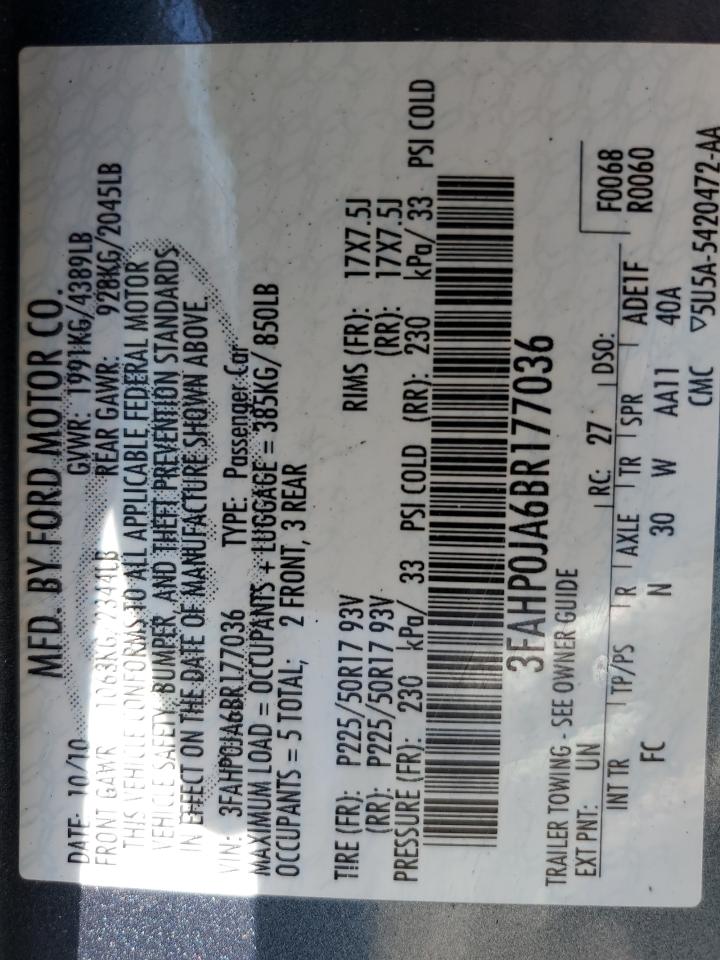 MFD. BY FORD MOTOR CO.
DATE: 10/10 GVWR: 1991KG/4389LB
FRONT GAWR: 1063KG/2344LB REAR GAWR: 928KG/2045LB
THIS VEHICLE CONFORMS TO ALL APPLICABLE FEDERAL MOTOR
VEHICLE SAFETY, BUMPER, AND THEFT PREVENTION STANDARDS
IN EFFECT ON THE DATE OF MANUFACTURE SHOWN ABOVE.
VIN: 3FAHP0JA6BR177036 TYPE: Passenger Car
MAXIMUM LOAD = OCCUPANTS + LUGGAGE = 385KG/ 850LB
OCCUPANTS = 5 TOTAL; 2 FRONT, 3 REAR
TIRE (FR): P225/50R17 93V RIMS (FR): 17X7.5J
(RR): P225/50R17 93V (RR): 17X7.5J
PRESSURE (FR): 230 kPa/ 33 PSI COLD (RR): 230 kPa/ 33 PSI COLD
3FAHP0JA6BR177036
TRAILER TOWING - SEE OWNER GUIDE F0068
EXT PNT: UN RC: 27 DSO: R0060
INT TR TP/PS R AXLE TR SPR ADE1F
FC N 30 W AA11 40A
CMC ▽5U5A-5420472-AA